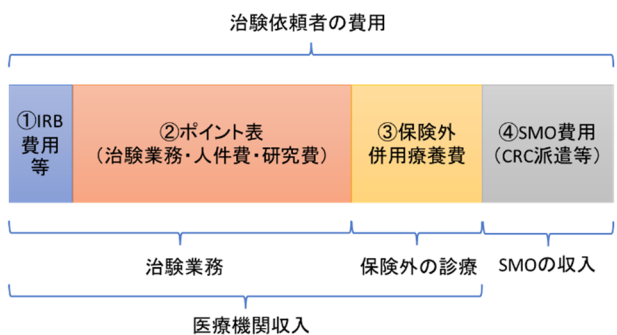 治験依頼者の費用
①IRB
費用
等
②ポイント表
（治験業務・人件費・研究費）
③保険外
併用療養費
④SMO費用
（CRC派遣等）
治験業務
保険外の診療
SMOの収入
医療機関収入